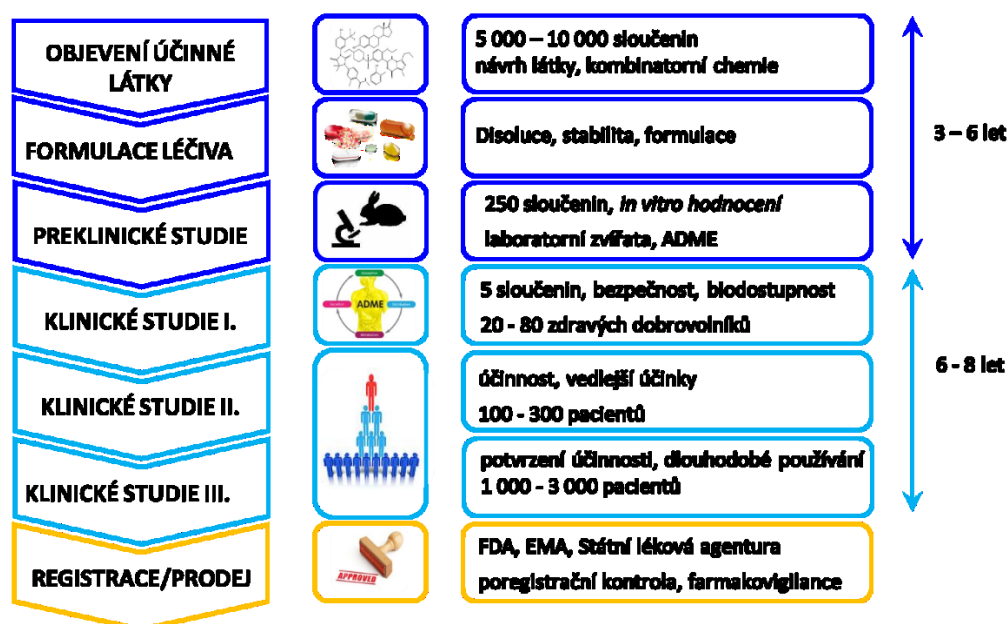 OBJEVENÍ ÚČINNÉ
LÁTKY
5 000 – 10 000 sloučenin
návrh látky, kombinatorní chemie
FORMULACE LÉČIVA
Disoluce, stabilita, formulace
3 – 6 let
PREKLINICKÉ STUDIE
250 sloučenin, in vitro hodnocení
laboratorní zvířata, ADME
KLINICKÉ STUDIE I.
ADME
5 sloučenin, bezpečnost, biodostupnost
20 - 80 zdravých dobrovolníků
6 - 8 let
KLINICKÉ STUDIE II.
účinnost, vedlejší účinky
100 - 300 pacientů
KLINICKÉ STUDIE III.
potvrzení účinnosti, dlouhodobé používání
1 000 - 3 000 pacientů
REGISTRACE/PRODEJ
APPROVED
FDA, EMA, Státní léková agentura
poregistrační kontrola, farmakovigilance